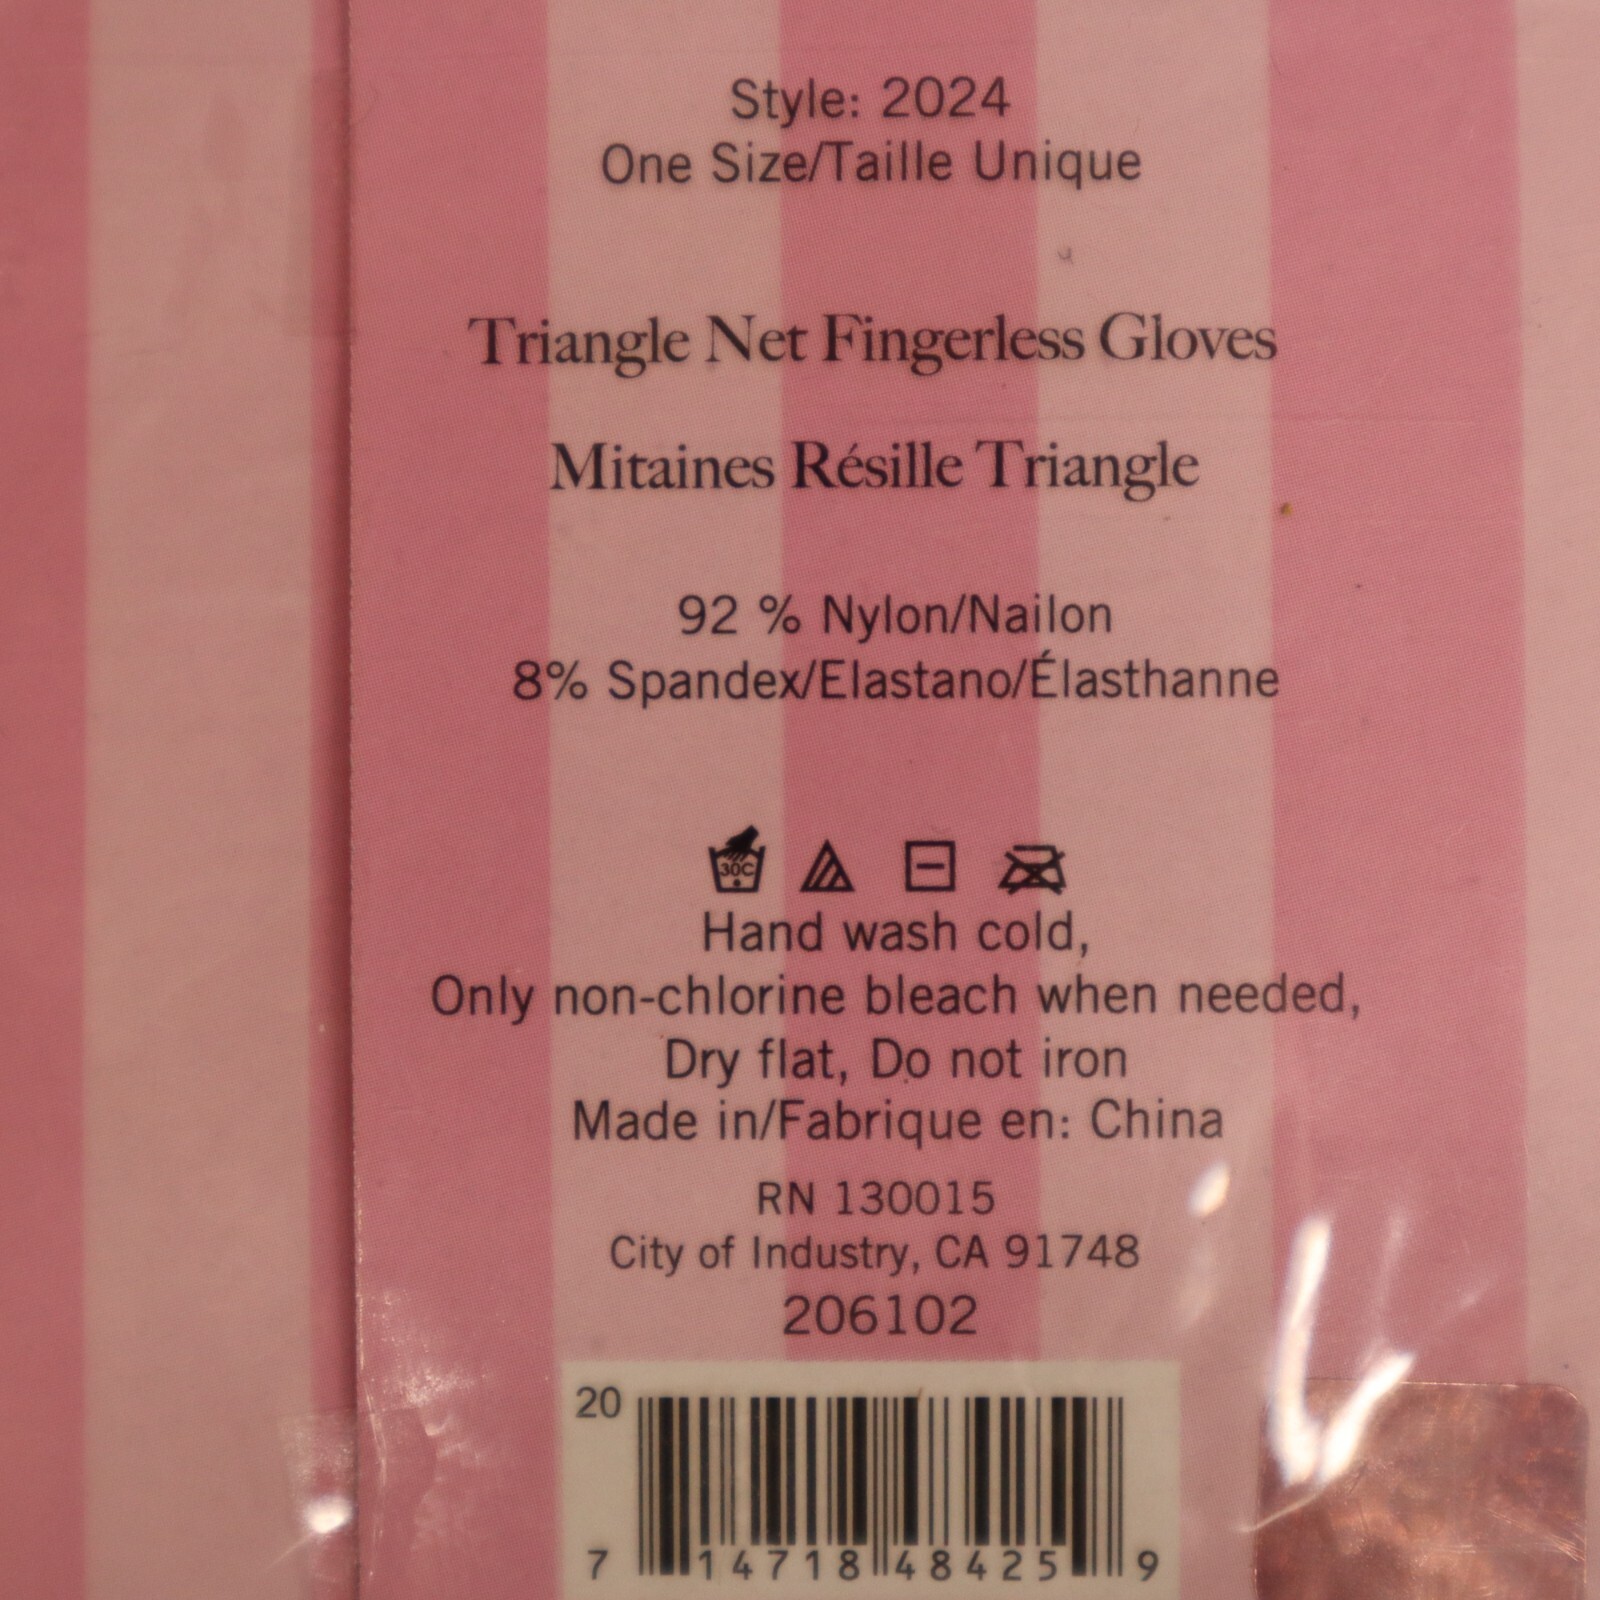 Style: 2024
One Size/Taille Unique
Triangle Net Fingerless Gloves
Mitaines Résille Triangle
92 % Nylon/Nailon
8% Spandex/Elastano/Élasthanne
30C
Hand wash cold,
Only non-chlorine bleach when needed,
Dry flat, Do not iron
Made in/Fabrique en: China
RN 130015
City of Industry, CA 91748
206102
20
7 14718 48425 9